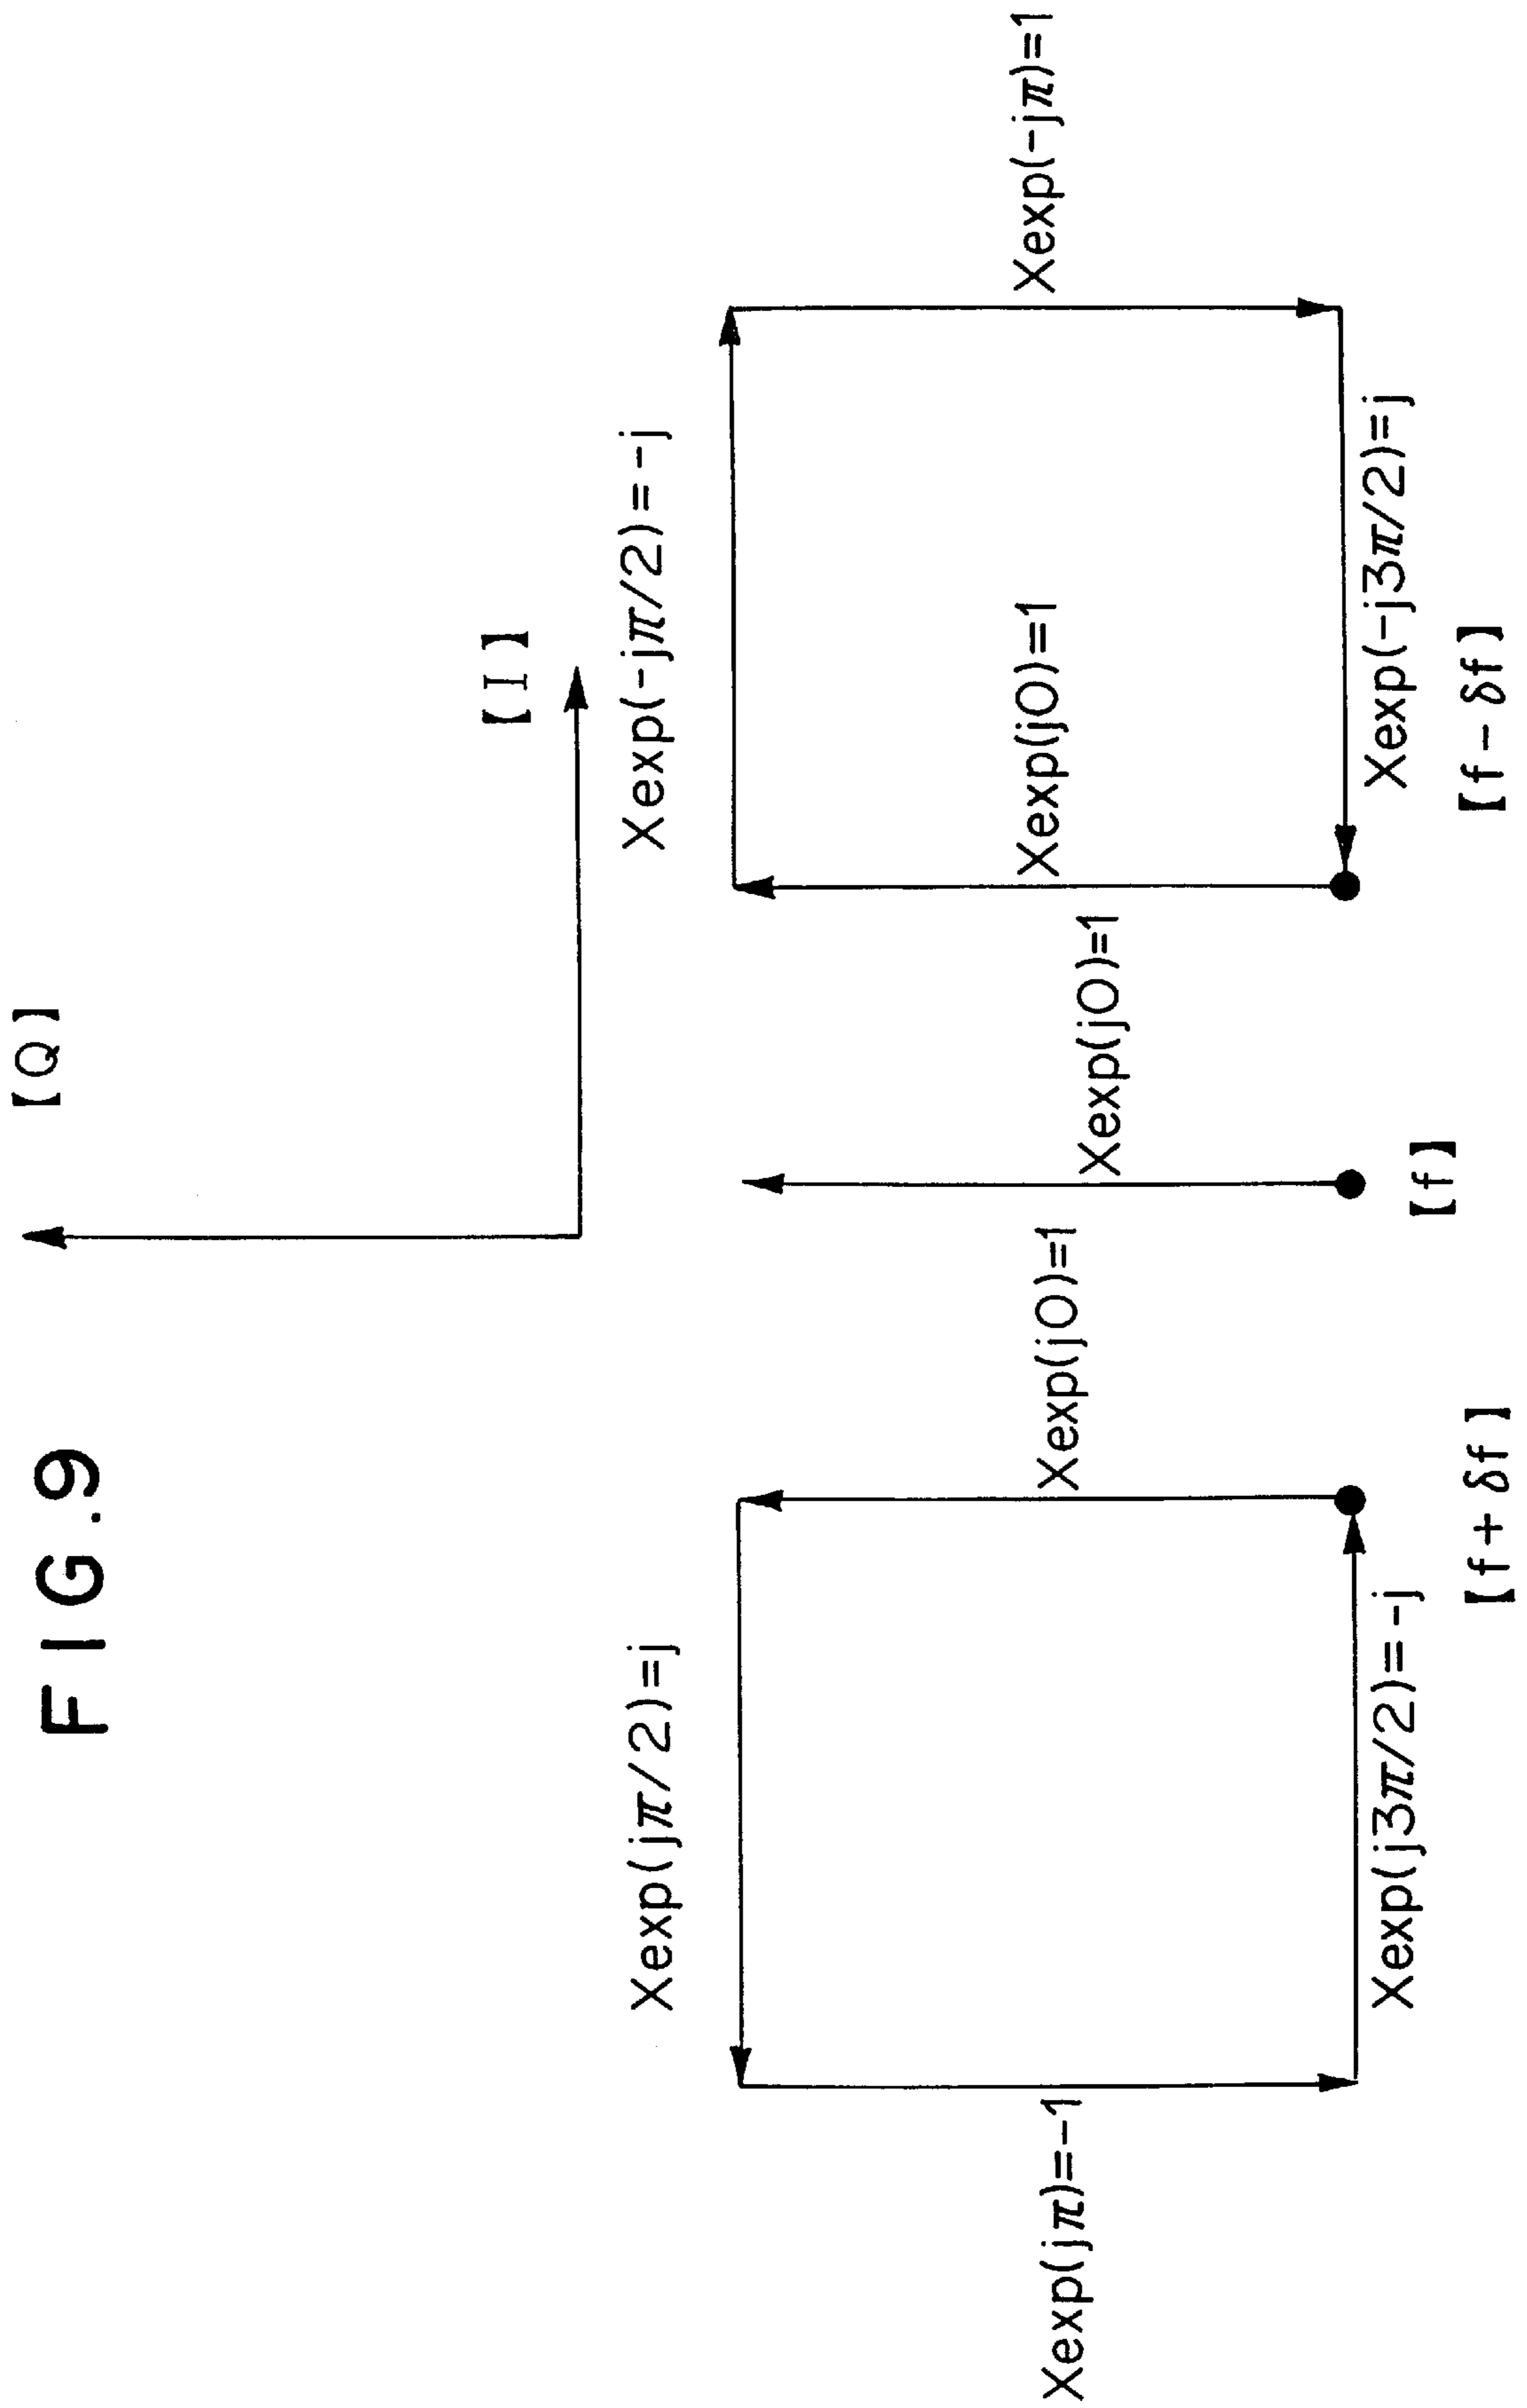 FIG.9
【Q】
【I】
Xexp(jπ/2)=j
Xexp(-jπ/2)=-j
Xexp(jπ)=-1
Xexp(j0)=1
Xexp(j0)=1
Xexp(j0)=1
Xexp(-jπ)=1
Xexp(j3π/2)=-j
Xexp(-j3π/2)=j
【f+δf】
【f】
【f-δf】